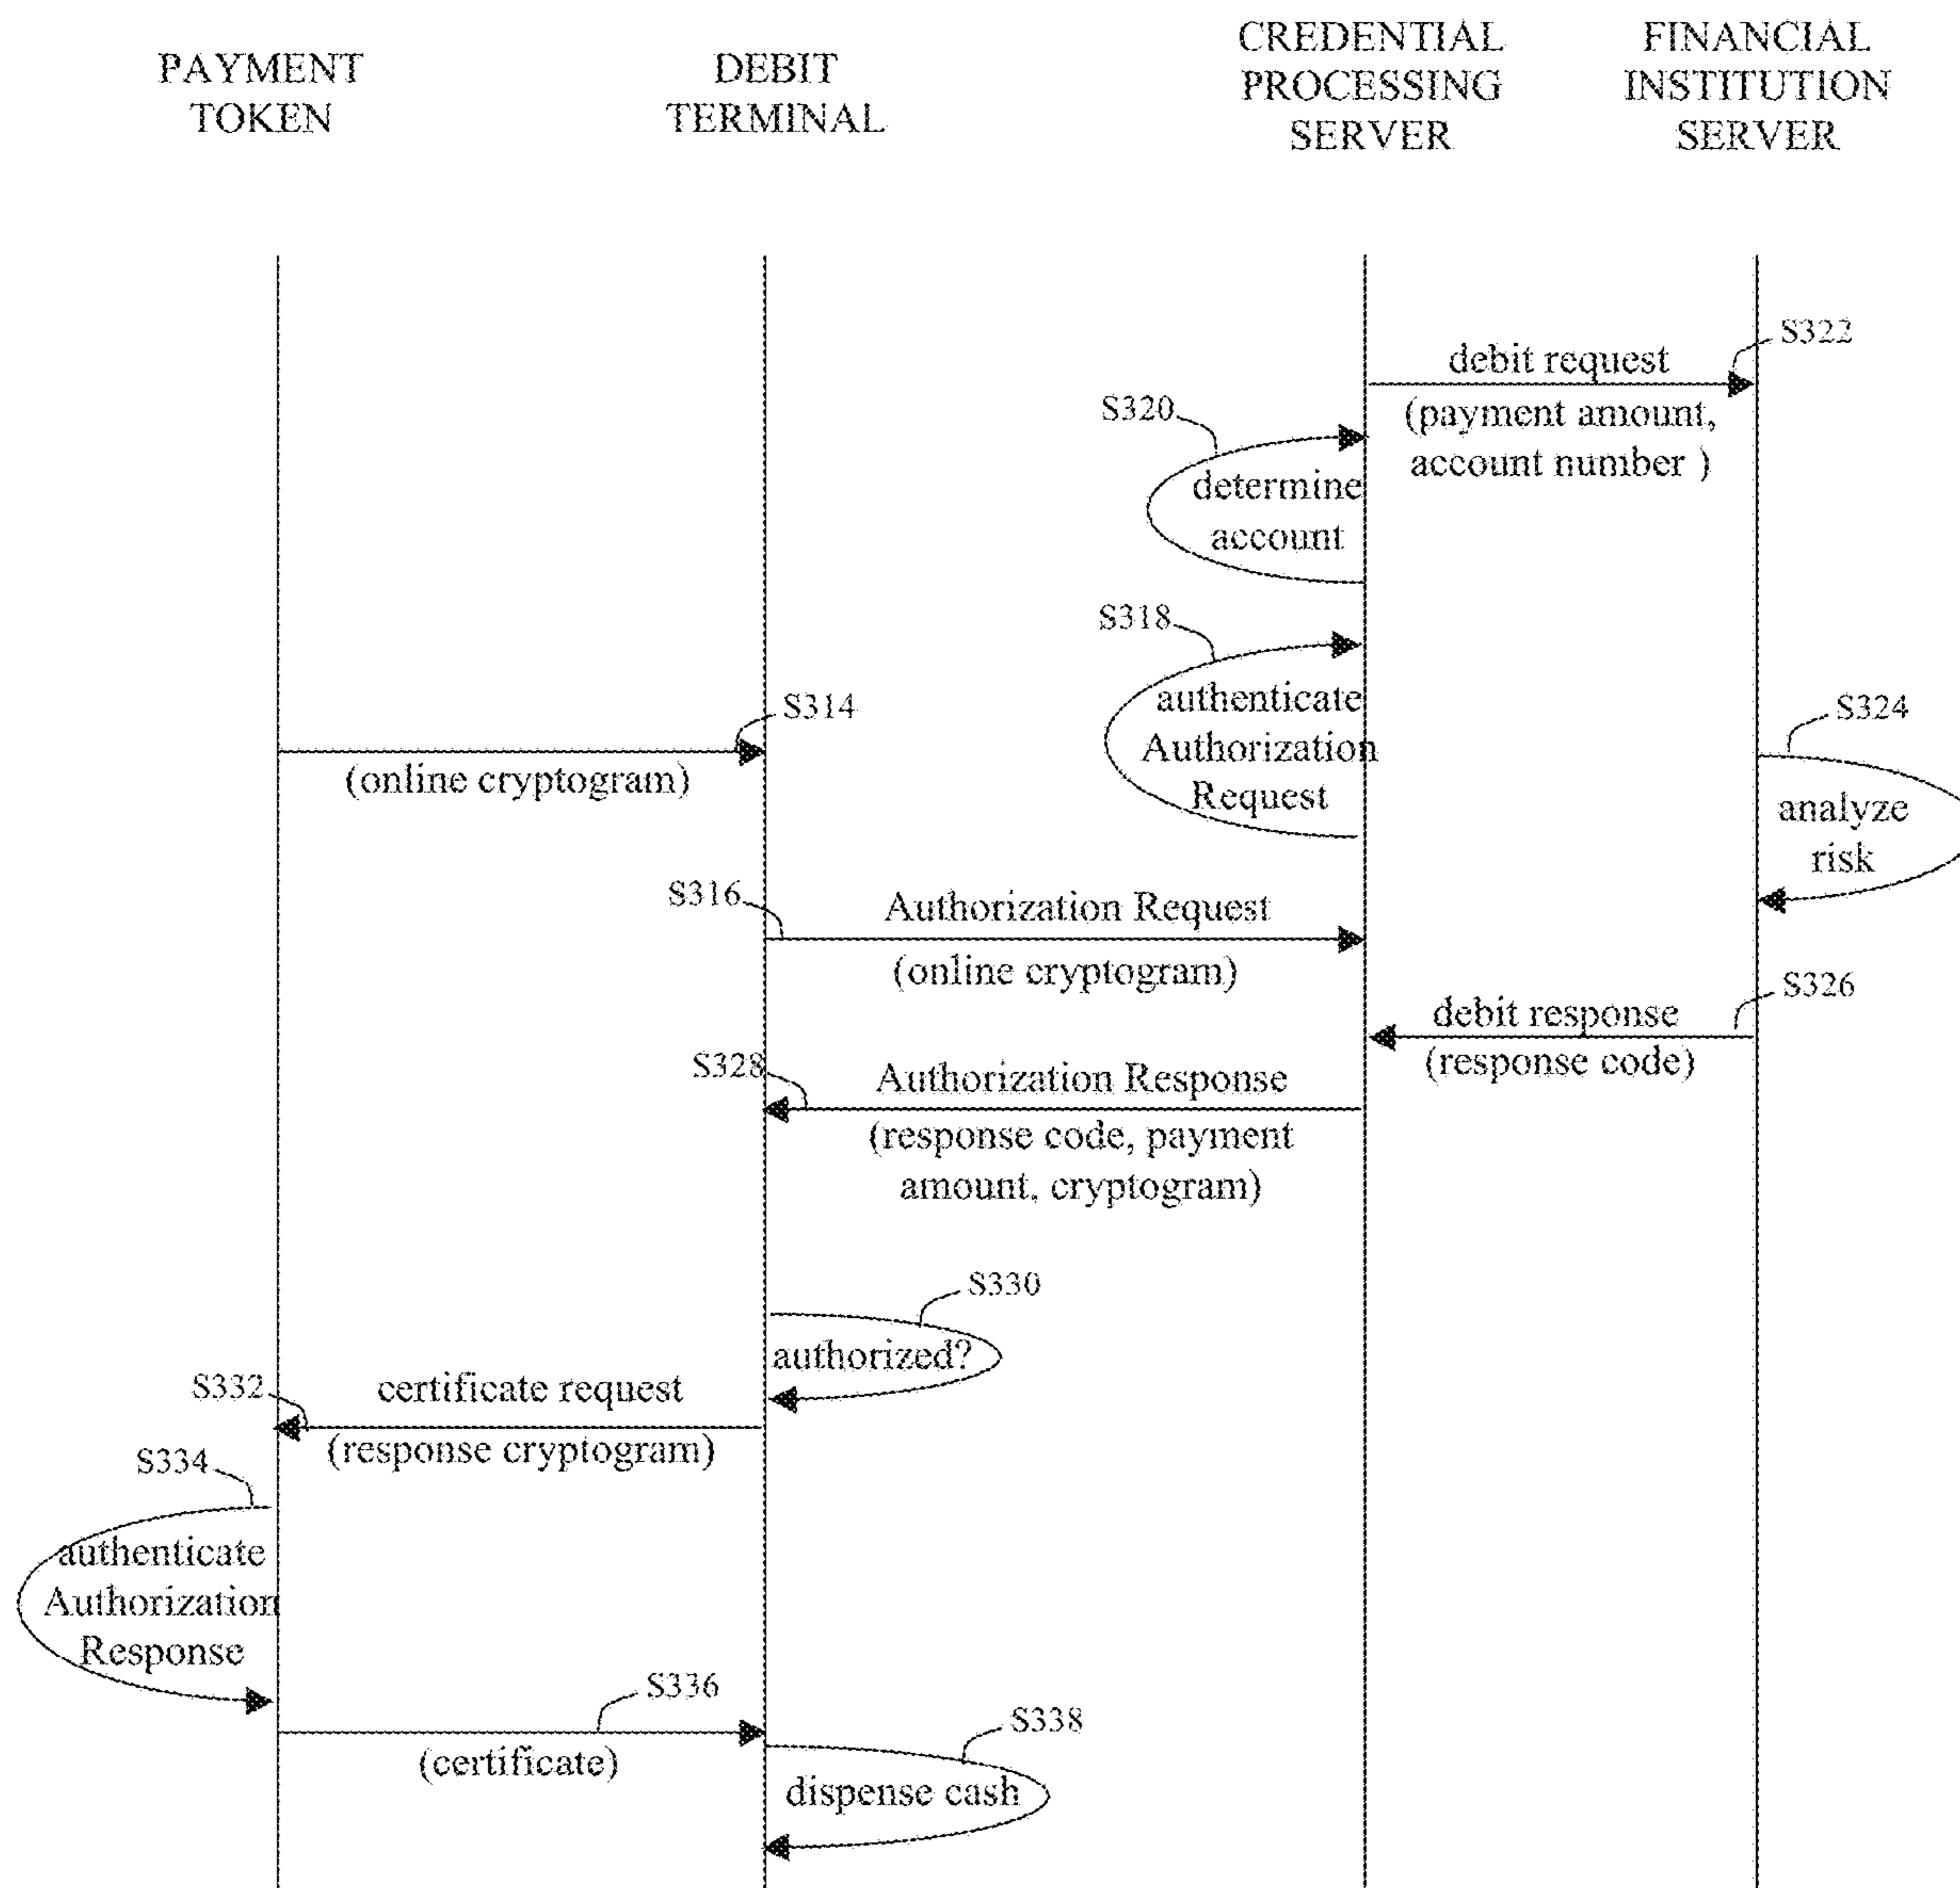 PAYMENT
TOKEN
DEBIT
TERMINAL
CREDENTIAL
PROCESSING
SERVER
FINANCIAL
INSTITUTION
SERVER
S322
debit request
(payment amount,
account number )
S320
determine
account
S318
authenticate
Authorization
Request
S314
(online cryptogram)
S324
analyze
risk
S316
Authorization Request
(online cryptogram)
S326
debit response
(response code)
S328
Authorization Response
(response code, payment
amount, cryptogram)
S330
authorized?
S332
certificate request
(response cryptogram)
S334
authenticate
Authorization
Response
S336
(certificate)
S338
dispense cash